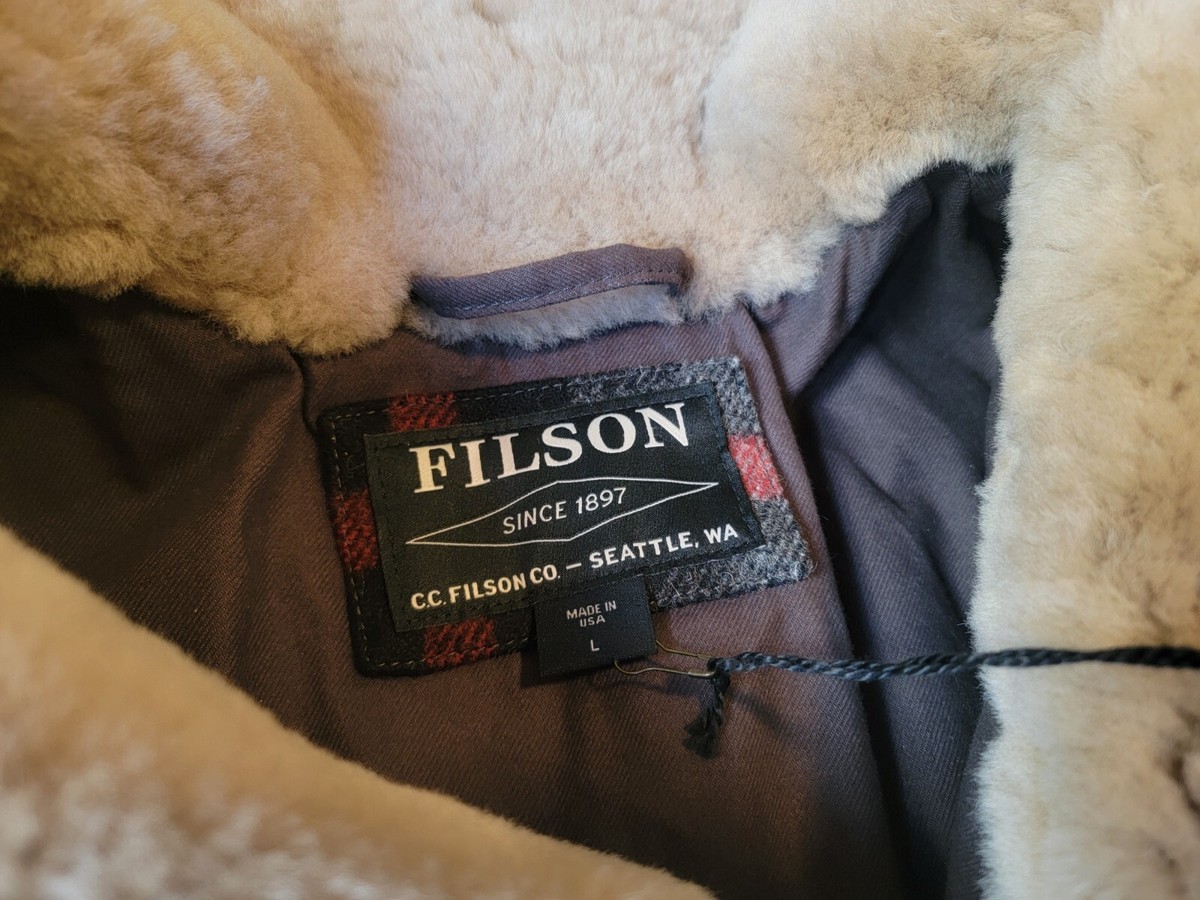 FILSON
SINCE 1897
C.C. FILSON CO. — SEATTLE, WA
MADE IN
USA
L